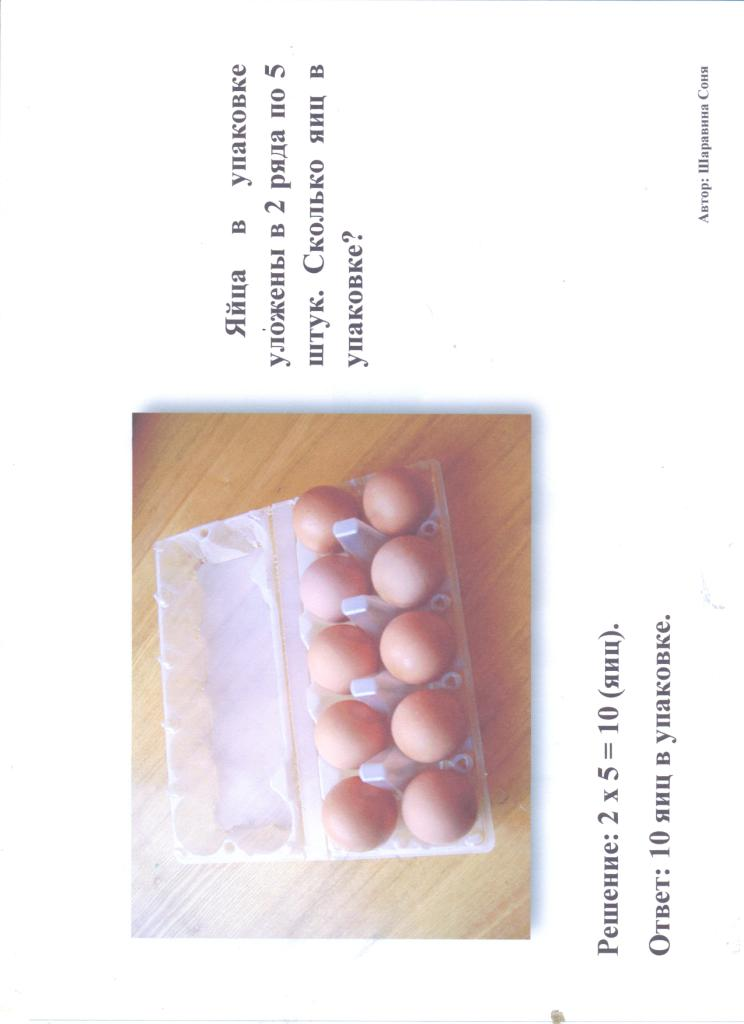 Яйца в упаковке
уложены в 2 ряда по 5
штук. Сколько яиц в
упаковке?
Решение: 2 х 5 = 10 (яиц).
Ответ: 10 яиц в упаковке.
Автор: Шаравина Соня